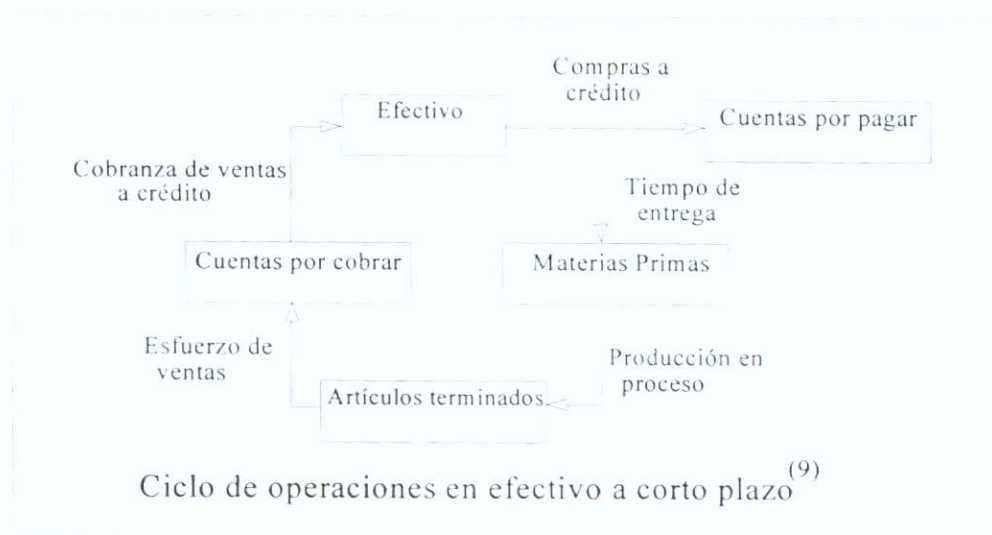 Compras a
crédito
Efectivo
Cuentas por pagar
Cobranza de ventas
a crédito
Tiempo de
entrega
Cuentas por cobrar
Materias Primas
Esfuerzo de
ventas
Producción en
proceso
Artículos terminados
Ciclo de operaciones en efectivo a corto plazo(9)